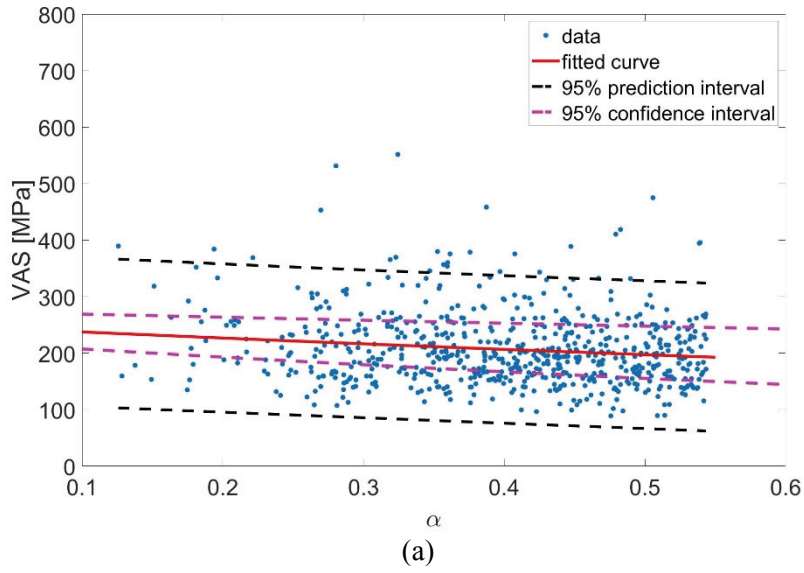 800
700
600
500
400
300
200
100
0
VAS [MPa]
data
fitted curve
95% prediction interval
95% confidence interval
0.1 0.2 0.3 0.4 0.5 0.6
α
(a)